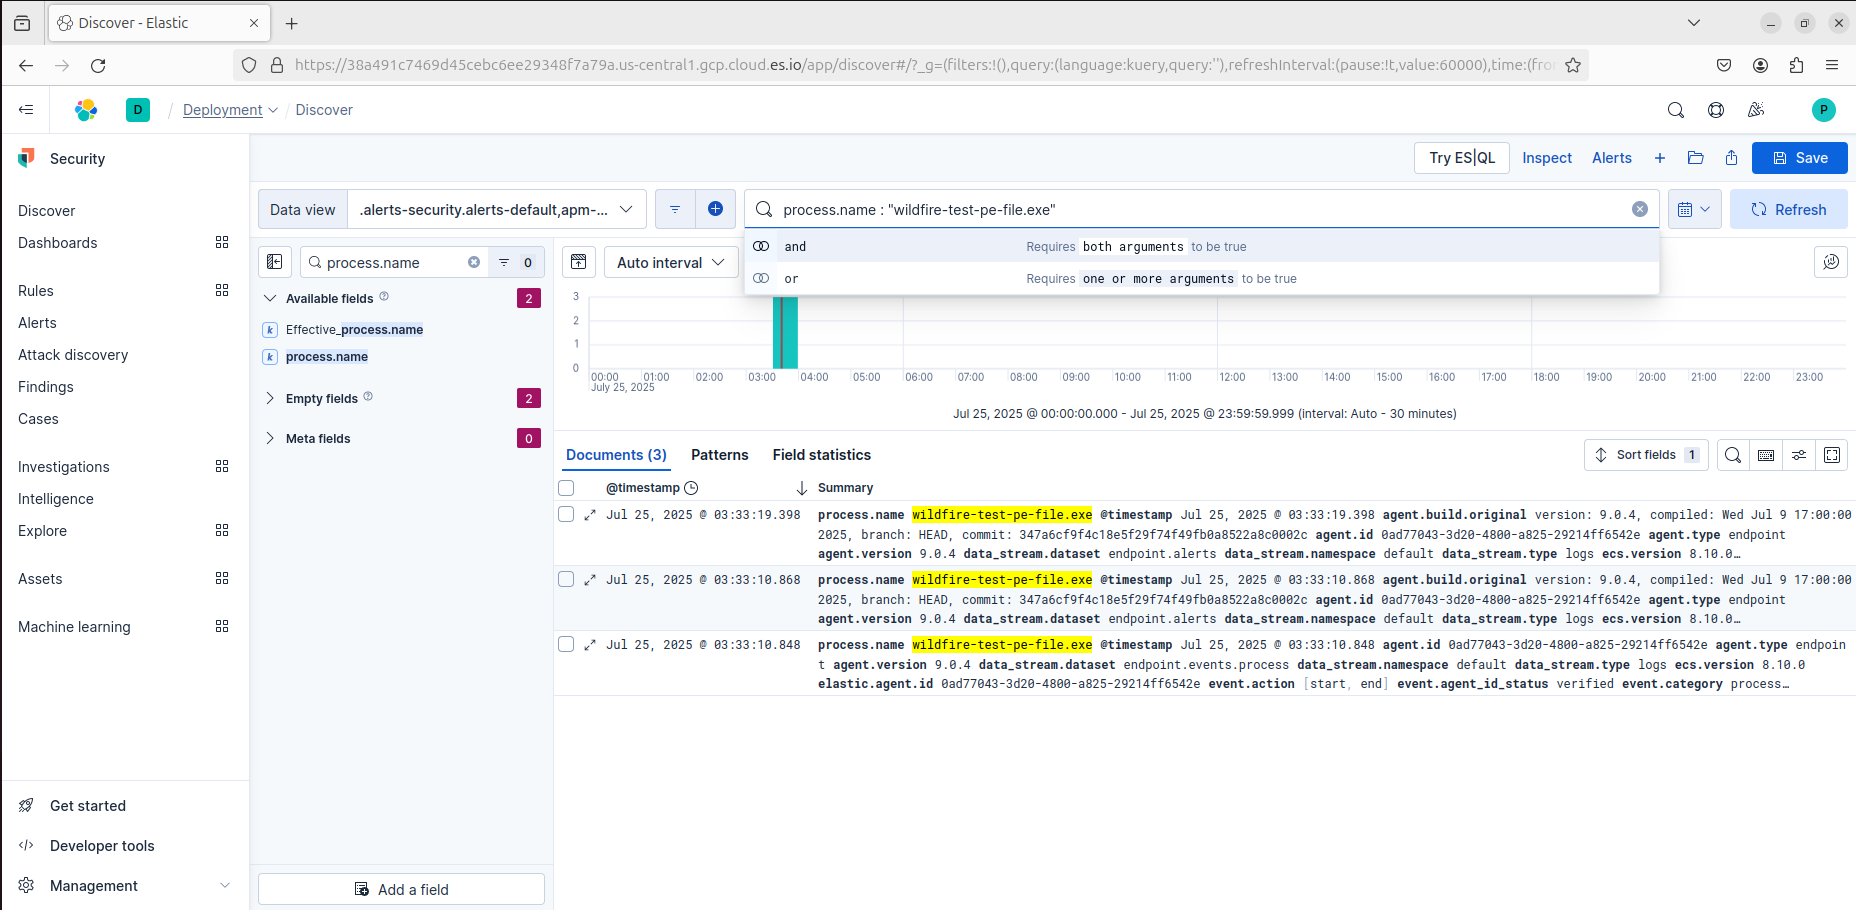 Discover - Elastic
https://38a491c7469d45cebc6ee29348f7a79a.us-central1.gcp.cloud.es.io/app/discover#/?_g=(filters:!(),query:(language:kuery,query:''),refreshInterval:(pause:!t,value:60000),time:(fro
D / Deployment / Discover
P
Security
Try ES|QL Inspect Alerts + Save
Discover
Dashboards
Rules
Alerts
Attack discovery
Findings
Cases
Investigations
Intelligence
Explore
Assets
Machine learning
Get started
Developer tools
Management
Data view .alerts-security.alerts-default,apm-... process.name : "wildfire-test-pe-file.exe" Refresh
and Requires both arguments to be true
or Requires one or more arguments to be true
process.name 0
Available fields 2
k Effective_process.name
k process.name
Empty fields 2
Meta fields 0
Add a field
Auto interval
3
2
1
0
00:00 01:00 02:00 03:00 04:00 05:00 06:00 07:00 08:00 09:00 10:00 11:00 12:00 13:00 14:00 15:00 16:00 17:00 18:00 19:00 20:00 21:00 22:00 23:00
July 25, 2025
Jul 25, 2025 @ 00:00:00.000 - Jul 25, 2025 @ 23:59:59.999 (interval: Auto - 30 minutes)
Documents (3) Patterns Field statistics Sort fields 1
@timestamp Summary
Jul 25, 2025 @ 03:33:19.398 process.name wildfire-test-pe-file.exe @timestamp Jul 25, 2025 @ 03:33:19.398 agent.build.original version: 9.0.4, compiled: Wed Jul 9 17:00:00
2025, branch: HEAD, commit: 347a6cf9f4c18e5f29f74f49fb0a8522a8c0002c agent.id 0ad77043-3d20-4800-a825-29214ff6542e agent.type endpoint
agent.version 9.0.4 data_stream.dataset endpoint.alerts data_stream.namespace default data_stream.type logs ecs.version 8.10.0…
Jul 25, 2025 @ 03:33:10.868 process.name wildfire-test-pe-file.exe @timestamp Jul 25, 2025 @ 03:33:10.868 agent.build.original version: 9.0.4, compiled: Wed Jul 9 17:00:00
2025, branch: HEAD, commit: 347a6cf9f4c18e5f29f74f49fb0a8522a8c0002c agent.id 0ad77043-3d20-4800-a825-29214ff6542e agent.type endpoint
agent.version 9.0.4 data_stream.dataset endpoint.alerts data_stream.namespace default data_stream.type logs ecs.version 8.10.0…
Jul 25, 2025 @ 03:33:10.848 process.name wildfire-test-pe-file.exe @timestamp Jul 25, 2025 @ 03:33:10.848 agent.id 0ad77043-3d20-4800-a825-29214ff6542e agent.type endpoin
t agent.version 9.0.4 data_stream.dataset endpoint.events.process data_stream.namespace default data_stream.type logs ecs.version 8.10.0
elastic.agent.id 0ad77043-3d20-4800-a825-29214ff6542e event.action [start, end] event.agent_id_status verified event.category process…